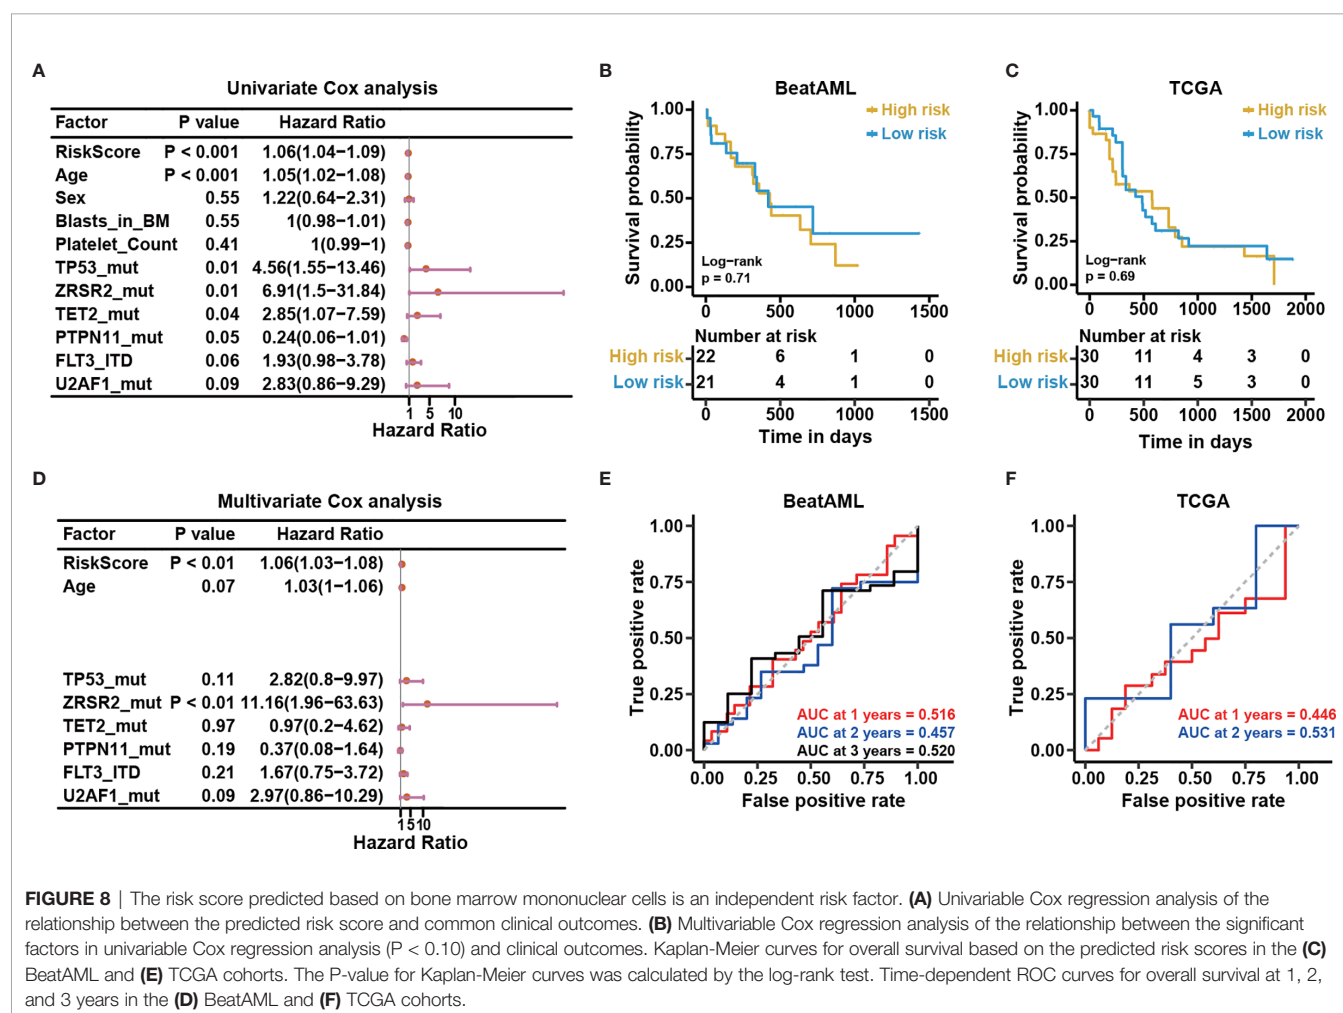 A
Univariate Cox analysis
Factor P value Hazard Ratio
RiskScore P < 0.001 1.06(1.04−1.09)
Age P < 0.001 1.05(1.02−1.08)
Sex 0.55 1.22(0.64−2.31)
Blasts_in_BM 0.55 1(0.98−1.01)
Platelet_Count 0.41 1(0.99−1)
TP53_mut 0.01 4.56(1.55−13.46)
ZRSR2_mut 0.01 6.91(1.5−31.84)
TET2_mut 0.04 2.85(1.07−7.59)
PTPN11_mut 0.05 0.24(0.06−1.01)
FLT3_ITD 0.06 1.93(0.98−3.78)
U2AF1_mut 0.09 2.83(0.86−9.29)
1 5 10
Hazard Ratio
B
BeatAML
High risk
Low risk
Survival probability
1.00
0.75
0.50
0.25
0.00
Log−rank
p = 0.71
0 500 1000 1500
Number at risk
High risk 22 6 1 0
Low risk 21 4 1 0
0 500 1000 1500
Time in days
C
TCGA
High risk
Low risk
Survival probability
1.00
0.75
0.50
0.25
0.00
Log−rank
p = 0.69
0 500 1000 1500 2000
Number at risk
High risk 30 11 4 3 0
Low risk 30 11 5 3 0
0 500 1000 1500 2000
Time in days
D
Multivariate Cox analysis
Factor P value Hazard Ratio
RiskScore P < 0.01 1.06(1.03−1.08)
Age 0.07 1.03(1−1.06)
TP53_mut 0.11 2.82(0.8−9.97)
ZRSR2_mut P < 0.01 11.16(1.96−63.63)
TET2_mut 0.97 0.97(0.2−4.62)
PTPN11_mut 0.19 0.37(0.08−1.64)
FLT3_ITD 0.21 1.67(0.75−3.72)
U2AF1_mut 0.09 2.97(0.86−10.29)
1 5 10
Hazard Ratio
E
BeatAML
True positive rate
1.00
0.75
0.50
0.25
0.00
AUC at 1 years = 0.516
AUC at 2 years = 0.457
AUC at 3 years = 0.520
0.00 0.25 0.50 0.75 1.00
False positive rate
F
TCGA
True positive rate
1.00
0.75
0.50
0.25
0.00
AUC at 1 years = 0.446
AUC at 2 years = 0.531
0.00 0.25 0.50 0.75 1.00
False positive rate
FIGURE 8 | The risk score predicted based on bone marrow mononuclear cells is an independent risk factor. (A) Univariable Cox regression analysis of the
relationship between the predicted risk score and common clinical outcomes. (B) Multivariable Cox regression analysis of the relationship between the significant
factors in univariable Cox regression analysis (P < 0.10) and clinical outcomes. Kaplan-Meier curves for overall survival based on the predicted risk scores in the (C)
BeatAML and (E) TCGA cohorts. The P-value for Kaplan-Meier curves was calculated by the log-rank test. Time-dependent ROC curves for overall survival at 1, 2,
and 3 years in the (D) BeatAML and (F) TCGA cohorts.